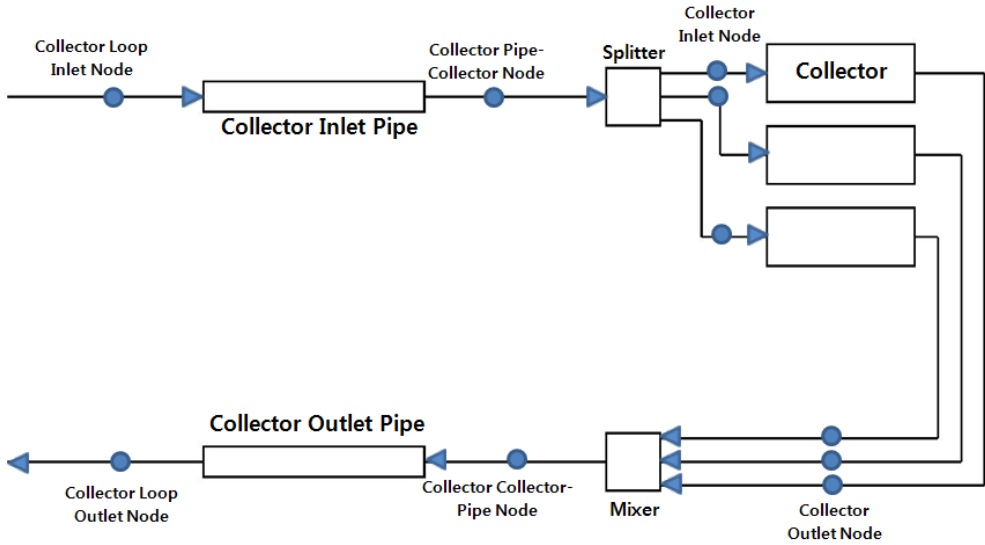 Collector Loop
Inlet Node
Collector Pipe-
Collector Node
Splitter
Collector
Inlet Node
Collector
Collector Inlet Pipe
Collector Outlet Pipe
Collector Loop
Outlet Node
Collector Collector-
Pipe Node
Mixer
Collector
Outlet Node